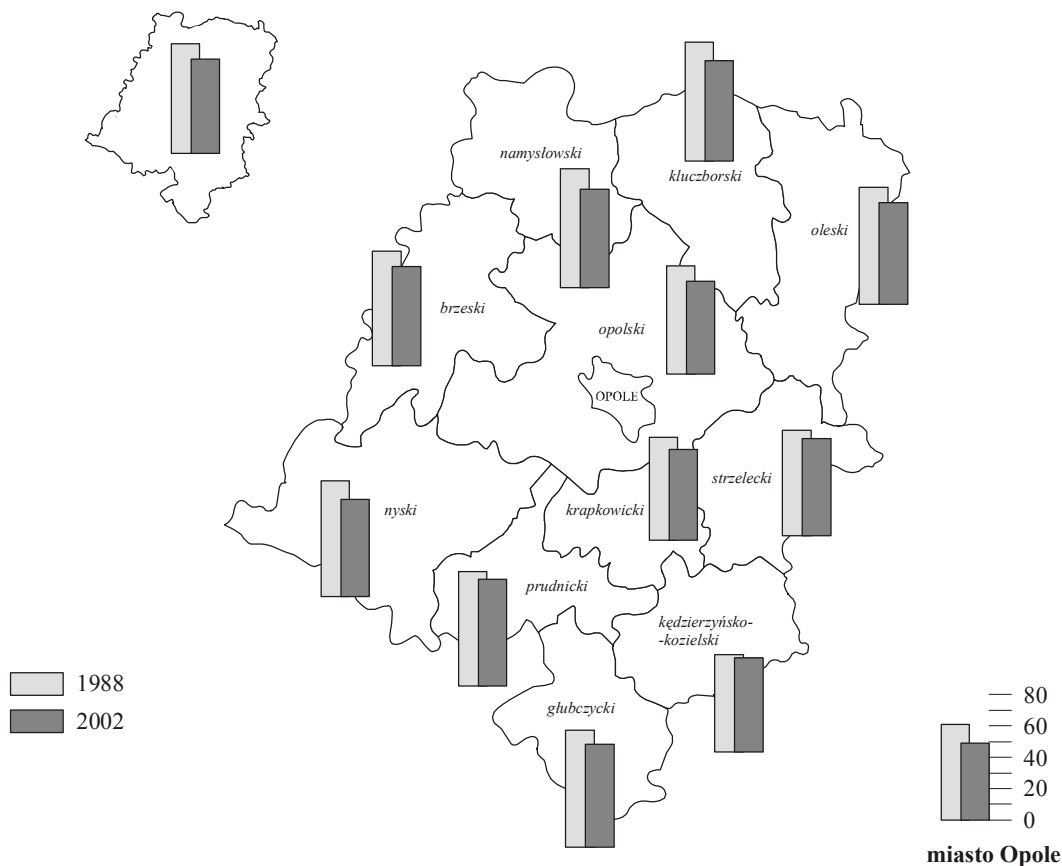 namysłowski
kluczborski
oleski
brzeski
opolski
OPOLE
strzelecki
krapkowicki
nyski
prudnicki
kędzierzyńsko-
-kozielski
głubczycki
1988
2002
80
60
40
20
0
miasto Opole